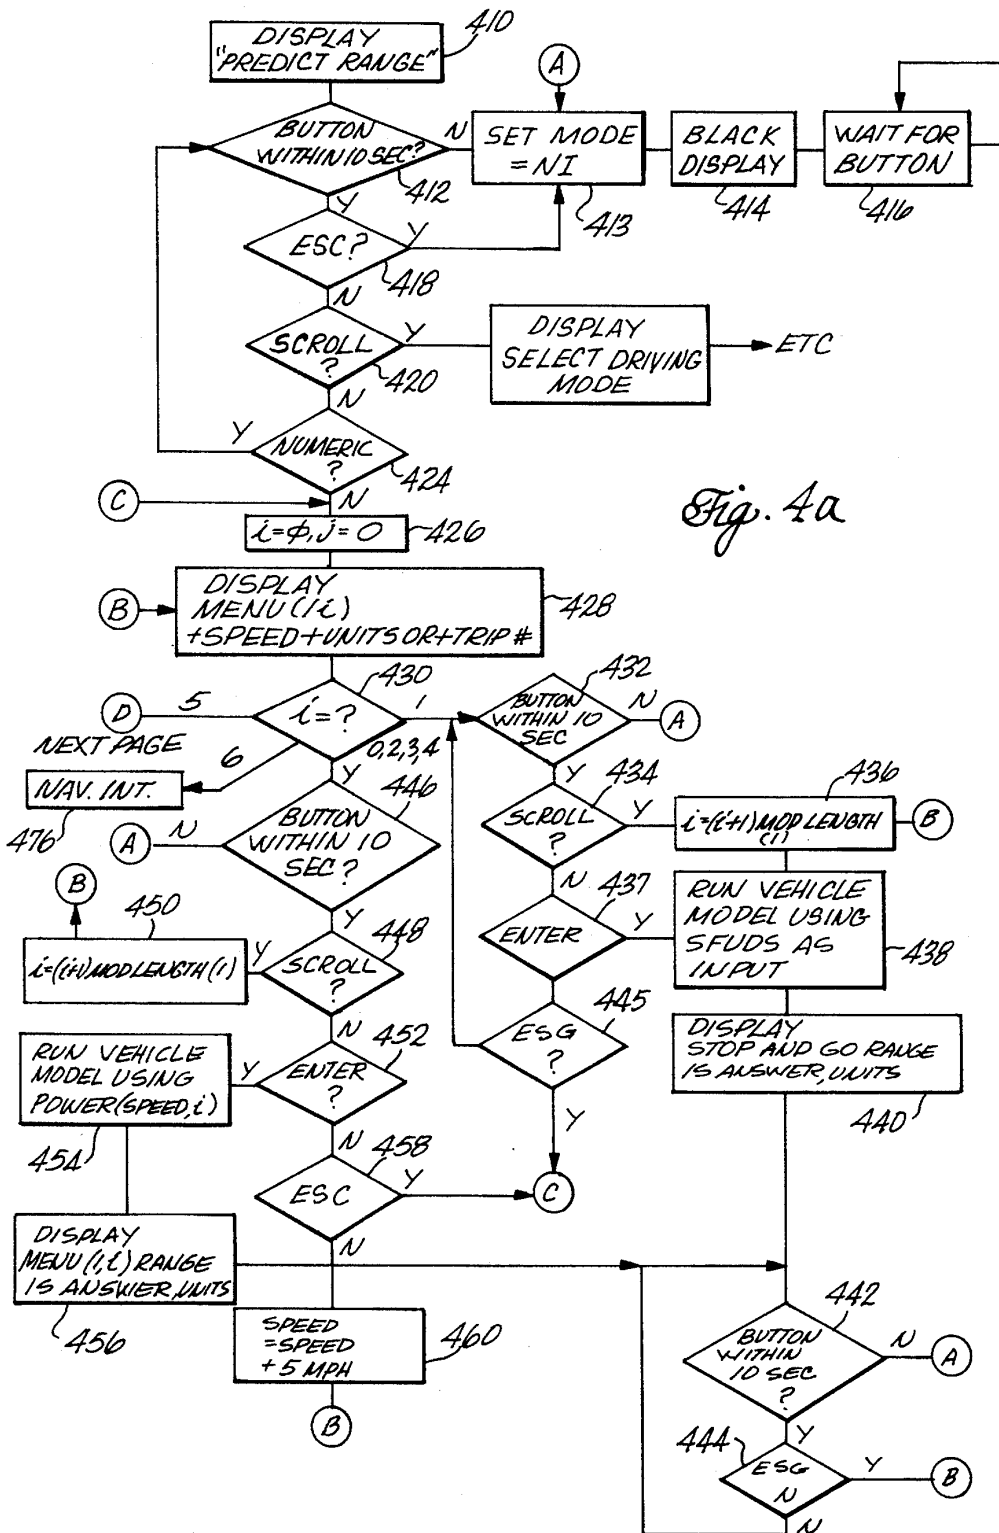 410
DISPLAY
"PREDICT RANGE"
A
BUTTON
WITHIN 10 SEC?
N
412
Y
SET MODE
= NI
413
BLACK
DISPLAY
414
WAIT FOR
BUTTON
416
ESC?
Y
418
N
SCROLL
?
Y
420
N
DISPLAY
SELECT DRIVING
MODE
ETC
Y
NUMERIC
?
424
N
C
Fig. 4a
i=ϕ, j=0
426
B
DISPLAY
MENU (1i)
+SPEED+UNITS OR+TRIP #
428
430
D
5
i=?
1
NEXT PAGE
6
0,2,3,4
Y
432
BUTTON
WITHIN 10
SEC
N
A
Y
NAV. INT.
476
446
A
N
BUTTON
WITHIN 10
SEC?
Y
434
SCROLL
?
Y
N
436
i=(i+1)MOD LENGTH
(1)
B
437
ENTER
Y
RUN VEHICLE
MODEL USING
SFUDS AS
INPUT
438
B
450
i=(i+1)MOD LENGTH(1)
Y
448
SCROLL
?
N
445
ESG
?
Y
DISPLAY
STOP AND GO RANGE
IS ANSWER, UNITS
440
RUN VEHICLE
MODEL USING
POWER(SPEED,i)
454
Y
452
ENTER
?
N
458
ESC
Y
C
N
DISPLAY
MENU (1,i) RANGE
IS ANSWER, UNITS
456
SPEED
=SPEED
+ 5 MPH
460
B
442
BUTTON
WITHIN
10 SEC
?
N
A
Y
444
ESG
N
Y
B
N